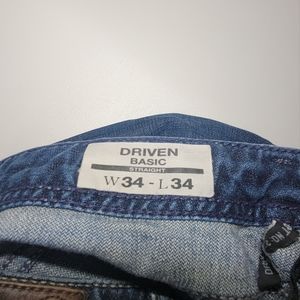 DRIVEN
BASIC
STRAIGHT
W34 - L34